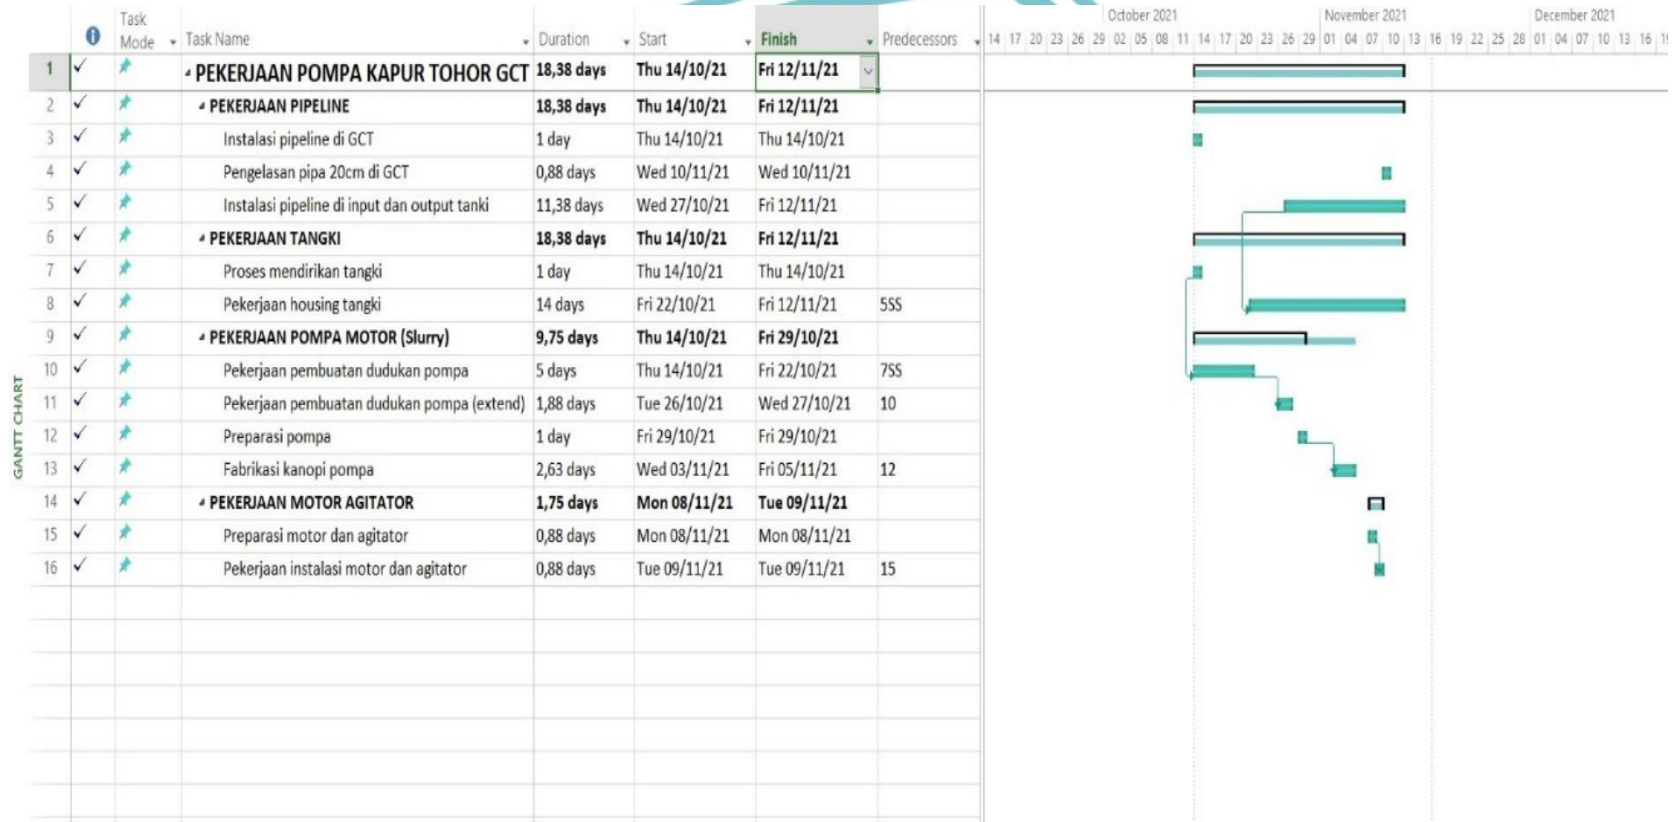 Task Mode Task Name Duration Start Finish Predecessors
October 2021 November 2021 December 2021
14 17 20 23 26 29 02 05 08 11 14 17 20 23 26 29 01 04 07 10 13 16 19 22 25 28 01 04 07 10 13 16
1 PEKERJAAN POMPA KAPUR TOHOR GCT 18,38 days Thu 14/10/21 Fri 12/11/21
2 PEKERJAAN PIPELINE 18,38 days Thu 14/10/21 Fri 12/11/21
3 Instalasi pipeline di GCT 1 day Thu 14/10/21 Thu 14/10/21
4 Pengelasan pipa 20cm di GCT 0,88 days Wed 10/11/21 Wed 10/11/21
5 Instalasi pipeline di input dan output tanki 11,38 days Wed 27/10/21 Fri 12/11/21
6 PEKERJAAN TANGKI 18,38 days Thu 14/10/21 Fri 12/11/21
7 Proses mendirikan tangki 1 day Thu 14/10/21 Thu 14/10/21
8 Pekerjaan housing tangki 14 days Fri 22/10/21 Fri 12/11/21 5SS
9 PEKERJAAN POMPA MOTOR (Slurry) 9,75 days Thu 14/10/21 Fri 29/10/21
10 Pekerjaan pembuatan dudukan pompa 5 days Thu 14/10/21 Fri 22/10/21 7SS
11 Pekerjaan pembuatan dudukan pompa (extend) 1,88 days Tue 26/10/21 Wed 27/10/21 10
12 Preparasi pompa 1 day Fri 29/10/21 Fri 29/10/21
13 Fabrikasi kanopi pompa 2,63 days Wed 03/11/21 Fri 05/11/21 12
14 PEKERJAAN MOTOR AGITATOR 1,75 days Mon 08/11/21 Tue 09/11/21
15 Preparasi motor dan agitator 0,88 days Mon 08/11/21 Mon 08/11/21
16 Pekerjaan instalasi motor dan agitator 0,88 days Tue 09/11/21 Tue 09/11/21 15
GANTT CHART